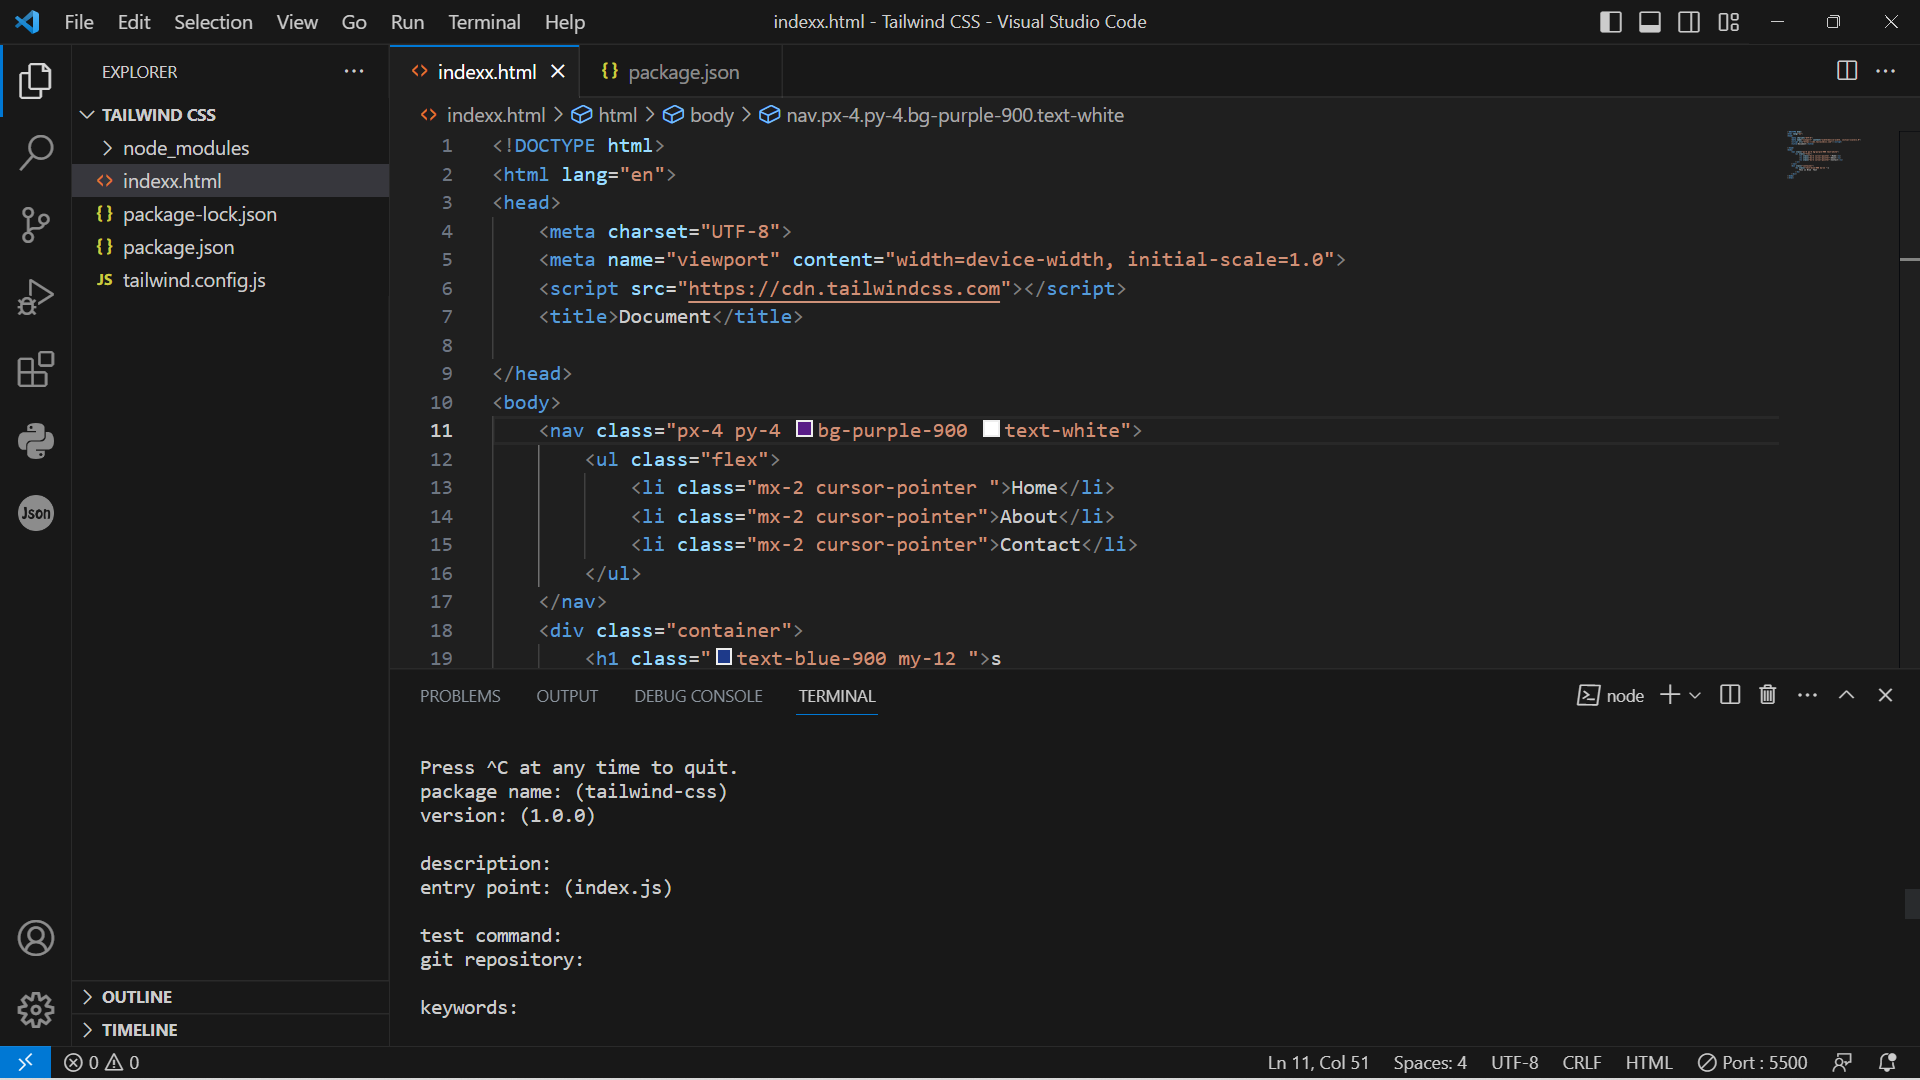 File Edit Selection View Go Run Terminal Help
indexx.html - Tailwind CSS - Visual Studio Code
EXPLORER
TAILWIND CSS
node_modules
indexx.html
package-lock.json
package.json
JS tailwind.config.js
Json
OUTLINE
TIMELINE
indexx.html package.json
indexx.html > html > body > nav.px-4.py-4.bg-purple-900.text-white
1 <!DOCTYPE html>
2 <html lang="en">
3 <head>
4 <meta charset="UTF-8">
5 <meta name="viewport" content="width=device-width, initial-scale=1.0">
6 <script src="https://cdn.tailwindcss.com"></script>
7 <title>Document</title>
8
9 </head>
10 <body>
11 <nav class="px-4 py-4 bg-purple-900 text-white">
12 <ul class="flex">
13 <li class="mx-2 cursor-pointer ">Home</li>
14 <li class="mx-2 cursor-pointer">About</li>
15 <li class="mx-2 cursor-pointer">Contact</li>
16 </ul>
17 </nav>
18 <div class="container">
19 <h1 class="text-blue-900 my-12 ">s
PROBLEMS OUTPUT DEBUG CONSOLE TERMINAL
node
Press ^C at any time to quit.
package name: (tailwind-css)
version: (1.0.0)
description:
entry point: (index.js)
test command:
git repository:
keywords:
0 0
Ln 11, Col 51 Spaces: 4 UTF-8 CRLF HTML Port : 5500